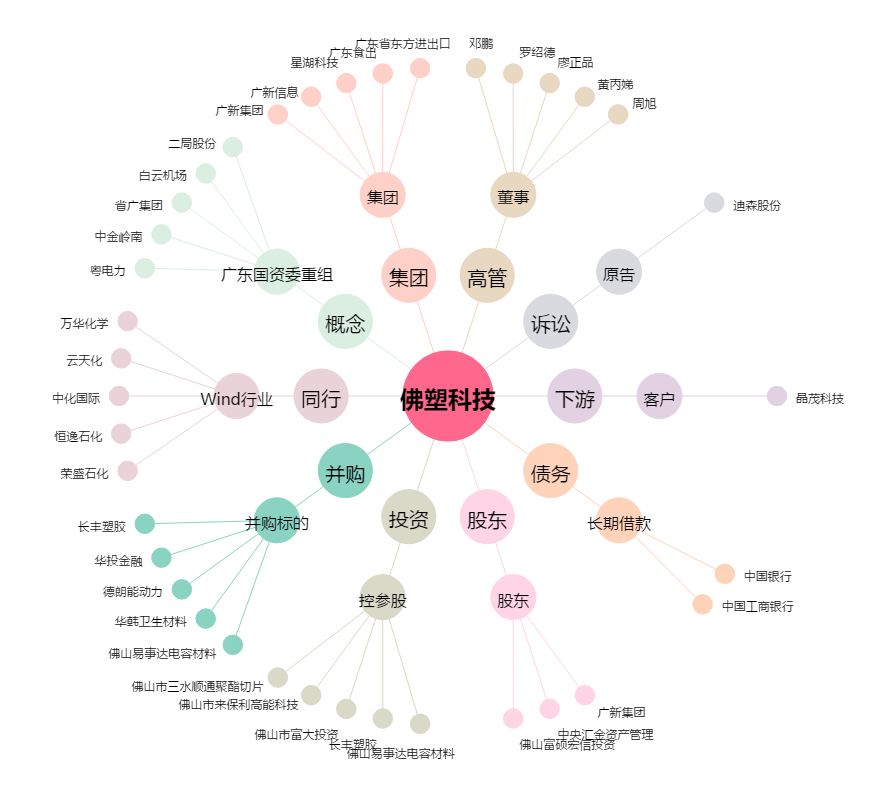 广东省东方进出口
邓鹏
广东食出
罗绍德
星湖科技
廖正品
广新信息
黄丙娣
广新集团
周旭
二局股份
白云机场
集团
董事
省广集团
迪森股份
中金岭南
粤电力
广东国资委重组
集团
高管
原告
万华化学
概念
诉讼
云天化
中化国际
Wind行业
同行
佛塑科技
下游
客户
晶茂科技
恒逸石化
荣盛石化
并购
债务
长丰塑胶
并购标的
投资
股东
长期借款
华投金融
中国银行
德朗能动力
控参股
股东
中国工商银行
华韩卫生材料
佛山易事达电容材料
佛山市三水顺通聚酯切片
佛山市来保利高能科技
广新集团
佛山市富大投资
中央汇金资产管理
长丰塑胶
佛山富硕宏信投资
佛山易事达电容材料